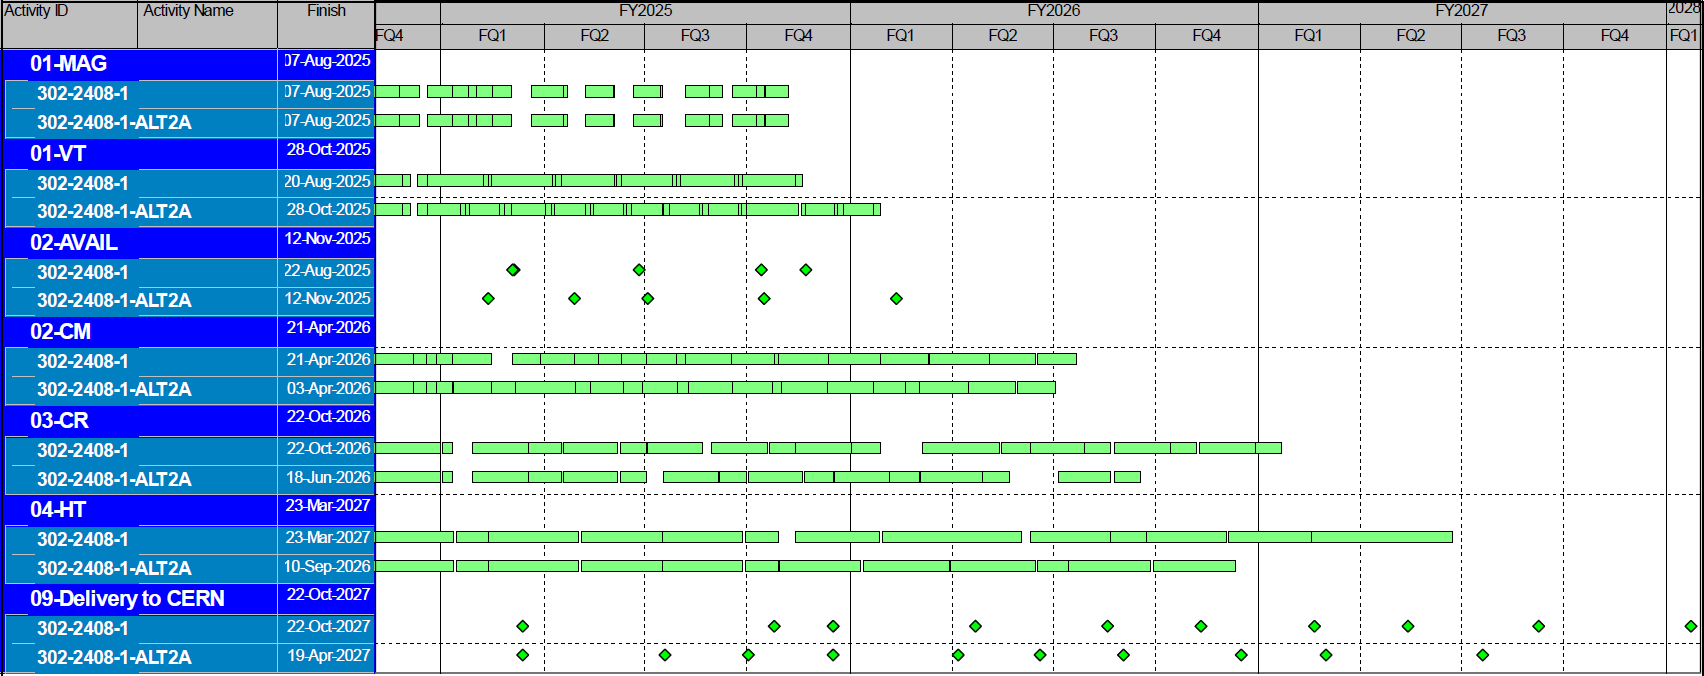 Activity ID Activity Name Finish FY2025 FY2026 FY2027 2028
FQ4 FQ1 FQ2 FQ3 FQ4 FQ1 FQ2 FQ3 FQ4 FQ1 FQ2 FQ3 FQ4 FQ1
01-MAG 07-Aug-2025
302-2408-1 07-Aug-2025
302-2408-1-ALT2A 07-Aug-2025
01-VT 28-Oct-2025
302-2408-1 20-Aug-2025
302-2408-1-ALT2A 28-Oct-2025
02-AVAIL 12-Nov-2025
302-2408-1 22-Aug-2025
302-2408-1-ALT2A 12-Nov-2025
02-CM 21-Apr-2026
302-2408-1 21-Apr-2026
302-2408-1-ALT2A 03-Apr-2026
03-CR 22-Oct-2026
302-2408-1 22-Oct-2026
302-2408-1-ALT2A 18-Jun-2026
04-HT 23-Mar-2027
302-2408-1 23-Mar-2027
302-2408-1-ALT2A 10-Sep-2026
09-Delivery to CERN 22-Oct-2027
302-2408-1 22-Oct-2027
302-2408-1-ALT2A 19-Apr-2027